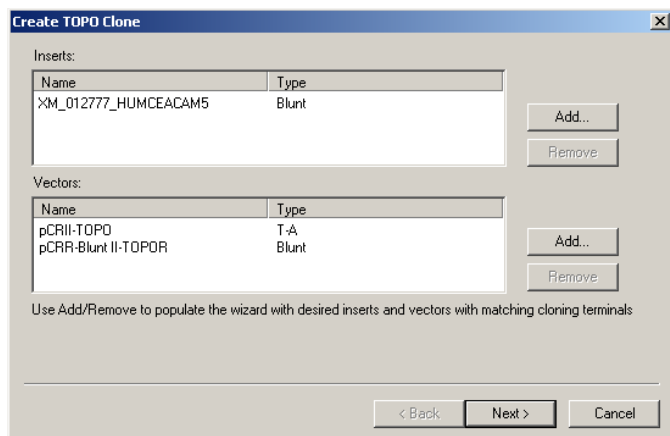 Create TOPO Clone
Inserts:
Name Type
XM_012777_HUMCEACAM5 Blunt
Add...
Remove
Vectors:
Name Type
pCRII-TOPO T-A
pCRR-Blunt II-TOPOR Blunt
Add...
Remove
Use Add/Remove to populate the wizard with desired inserts and vectors with matching cloning terminals
< Back Next > Cancel